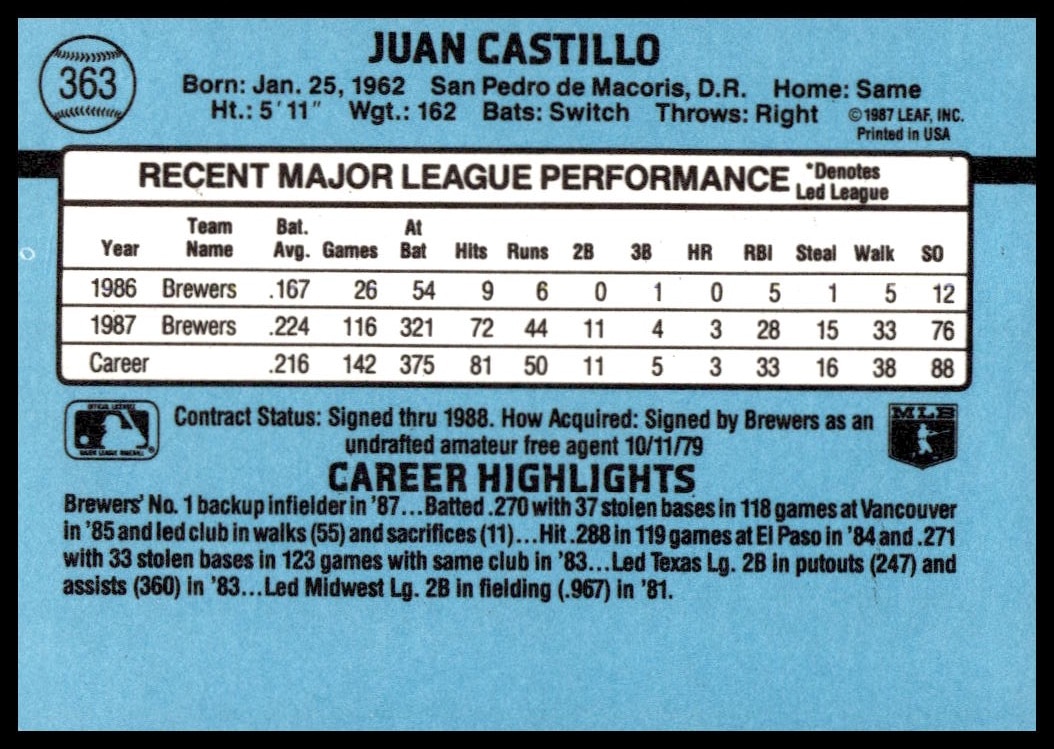 363
JUAN CASTILLO
Born: Jan. 25, 1962 San Pedro de Macoris, D.R. Home: Same
Ht.: 5'11" Wgt.: 162 Bats: Switch Throws: Right ©1987 LEAF, INC.
Printed in USA
RECENT MAJOR LEAGUE PERFORMANCE *Denotes Led League
Year Team Name Bat. Avg. Games At Bat Hits Runs 2B 3B HR RBI Steal Walk SO
1986 Brewers .167 26 54 9 6 0 1 0 5 1 5 12
1987 Brewers .224 116 321 72 44 11 4 3 28 15 33 76
Career .216 142 375 81 50 11 5 3 33 16 38 88
Contract Status: Signed thru 1988. How Acquired: Signed by Brewers as an
undrafted amateur free agent 10/11/79
MLB
CAREER HIGHLIGHTS
Brewers' No. 1 backup infielder in '87...Batted .270 with 37 stolen bases in 118 games at Vancouver
in '85 and led club in walks (55) and sacrifices (11)...Hit .288 in 119 games at El Paso in '84 and .271
with 33 stolen bases in 123 games with same club in '83...Led Texas Lg. 2B in putouts (247) and
assists (360) in '83...Led Midwest Lg. 2B in fielding (.967) in '81.